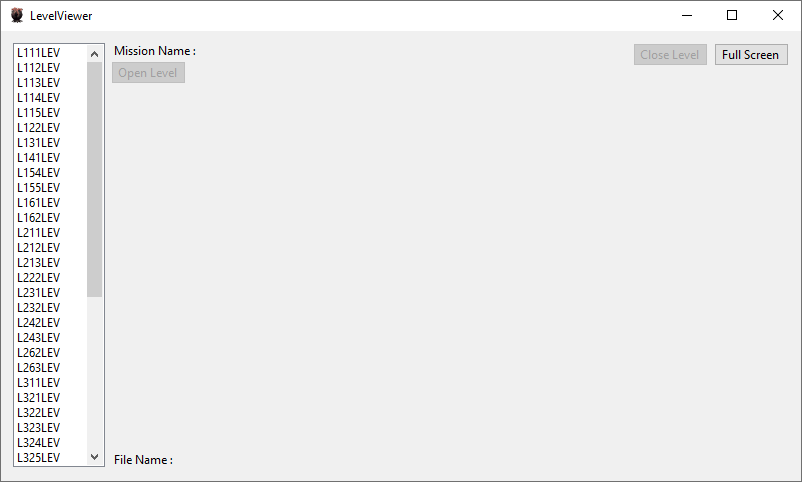 LevelViewer
Mission Name :
Close Level
Full Screen
Open Level
L111LEV
L112LEV
L113LEV
L114LEV
L115LEV
L122LEV
L131LEV
L141LEV
L154LEV
L155LEV
L161LEV
L162LEV
L211LEV
L212LEV
L213LEV
L222LEV
L231LEV
L232LEV
L242LEV
L243LEV
L262LEV
L263LEV
L311LEV
L321LEV
L322LEV
L323LEV
L324LEV
L325LEV
File Name :